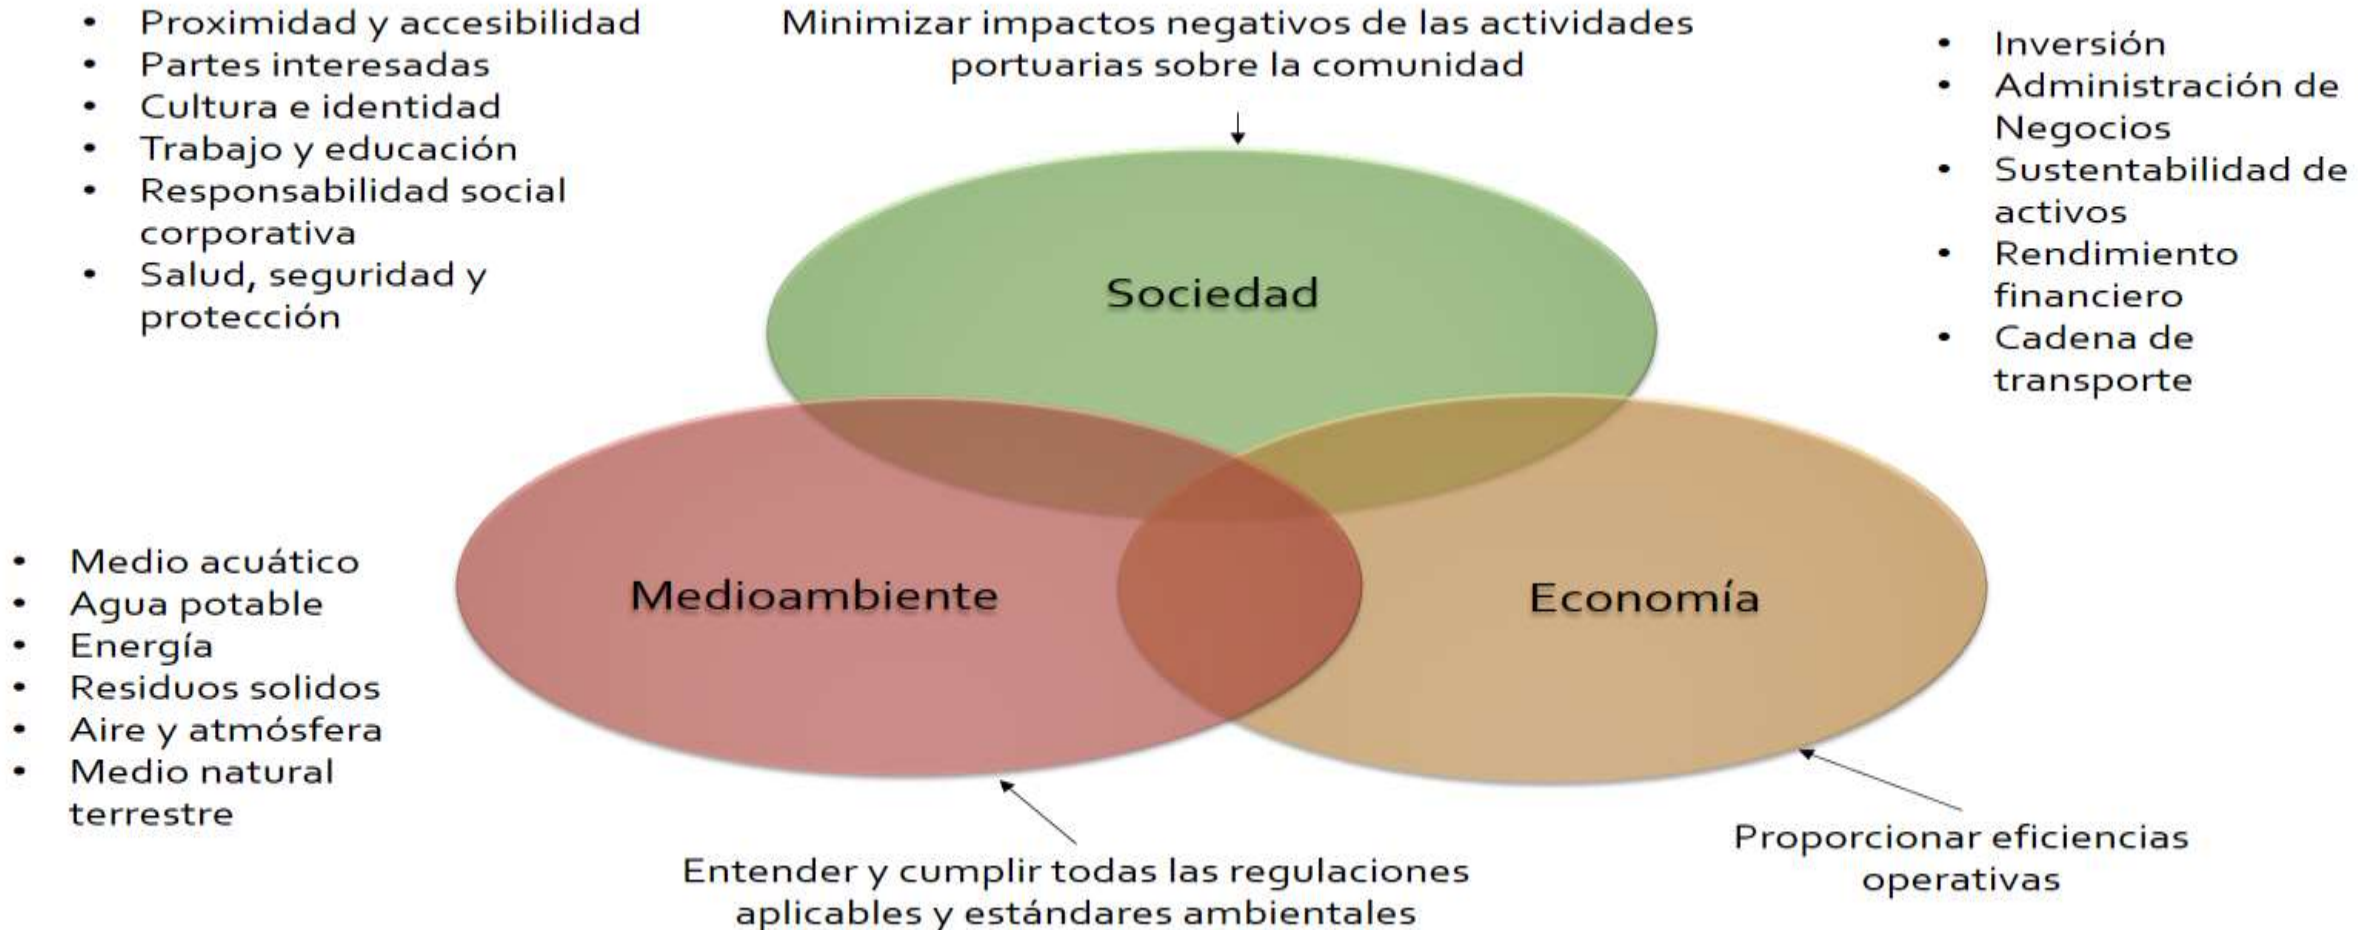 • Proximidad y accesibilidad
• Partes interesadas
• Cultura e identidad
• Trabajo y educación
• Responsabilidad social
corporativa
• Salud, seguridad y
protección
Minimizar impactos negativos de las actividades
portuarias sobre la comunidad
• Inversión
• Administración de
Negocios
• Sustentabilidad de
activos
• Rendimiento
financiero
• Cadena de
transporte
Sociedad
Medioambiente
Economía
• Medio acuático
• Agua potable
• Energía
• Residuos solidos
• Aire y atmósfera
• Medio natural
terrestre
Entender y cumplir todas las regulaciones
aplicables y estándares ambientales
Proporcionar eficiencias
operativas